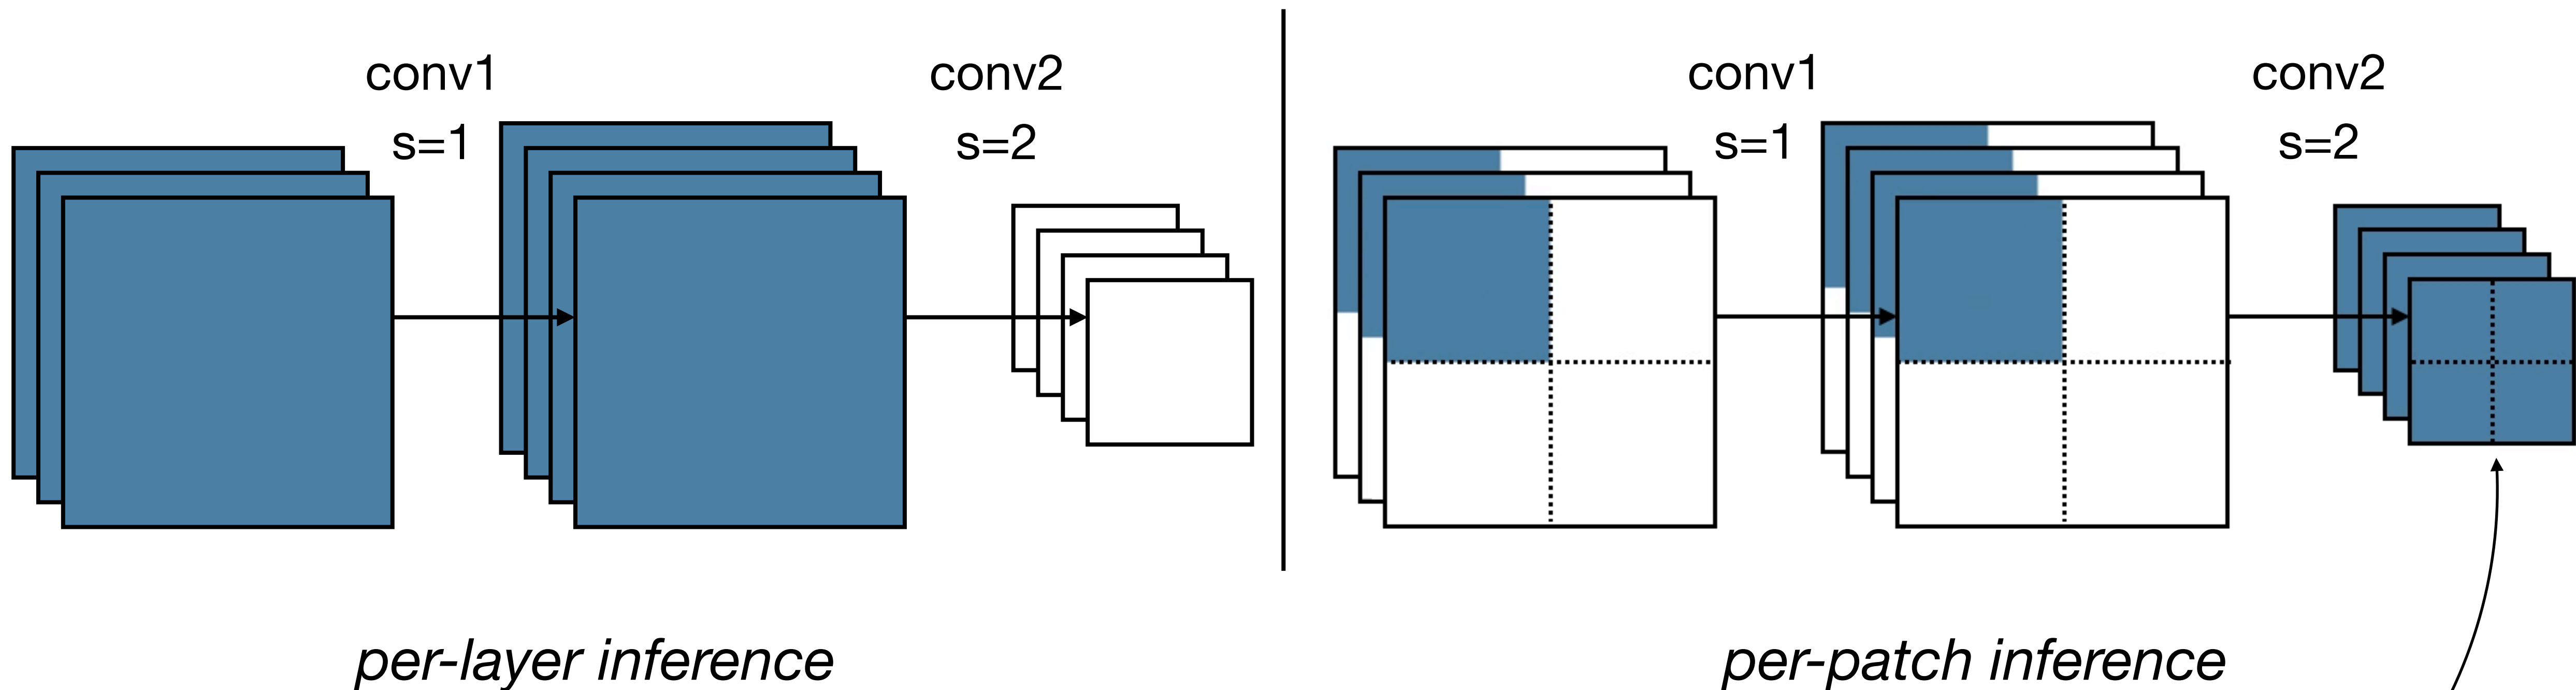 conv1
s=1
conv2
s=2
per-layer inference
conv1
s=1
conv2
s=2
per-patch inference